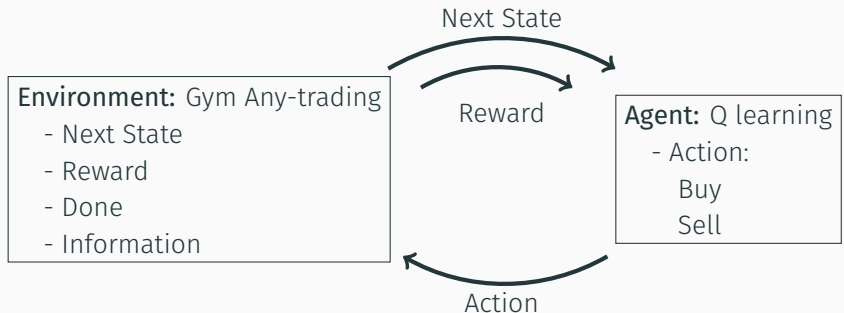 Next State
Reward
Environment: Gym Any-trading
- Next State
- Reward
- Done
- Information
Agent: Q learning
- Action:
Buy
Sell
Action